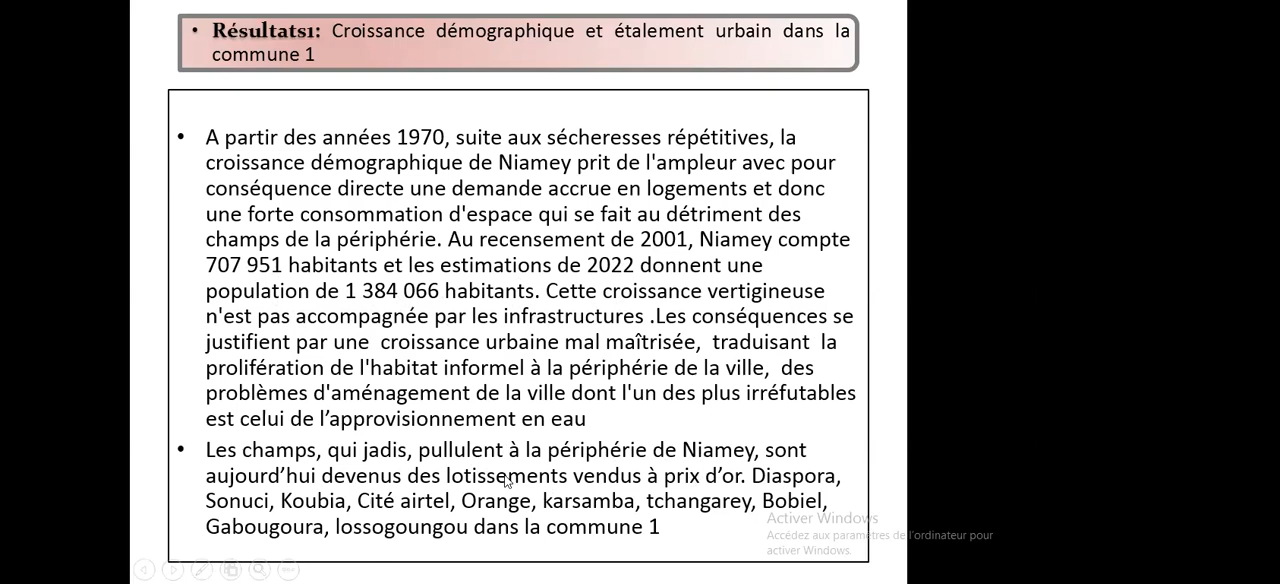 • Résultats1: Croissance démographique et étalement urbain dans la
commune 1
• A partir des années 1970, suite aux sécheresses répétitives, la
croissance démographique de Niamey prit de l'ampleur avec pour
conséquence directe une demande accrue en logements et donc
une forte consommation d'espace qui se fait au détriment des
champs de la périphérie. Au recensement de 2001, Niamey compte
707 951 habitants et les estimations de 2022 donnent une
population de 1 384 066 habitants. Cette croissance vertigineuse
n'est pas accompagnée par les infrastructures .Les conséquences se
justifient par une croissance urbaine mal maîtrisée, traduisant la
prolifération de l'habitat informel à la périphérie de la ville, des
problèmes d'aménagement de la ville dont l'un des plus irréfutables
est celui de l’approvisionnement en eau
• Les champs, qui jadis, pullulent à la périphérie de Niamey, sont
aujourd’hui devenus des lotissements vendus à prix d’or. Diaspora,
Sonuci, Koubia, Cité airtel, Orange, karsamba, tchangarey, Bobiel,
Gabougoura, lossogoungou dans la commune 1
Activer Windows
Accédez aux paramètres de l'ordinateur pour
activer Windows.